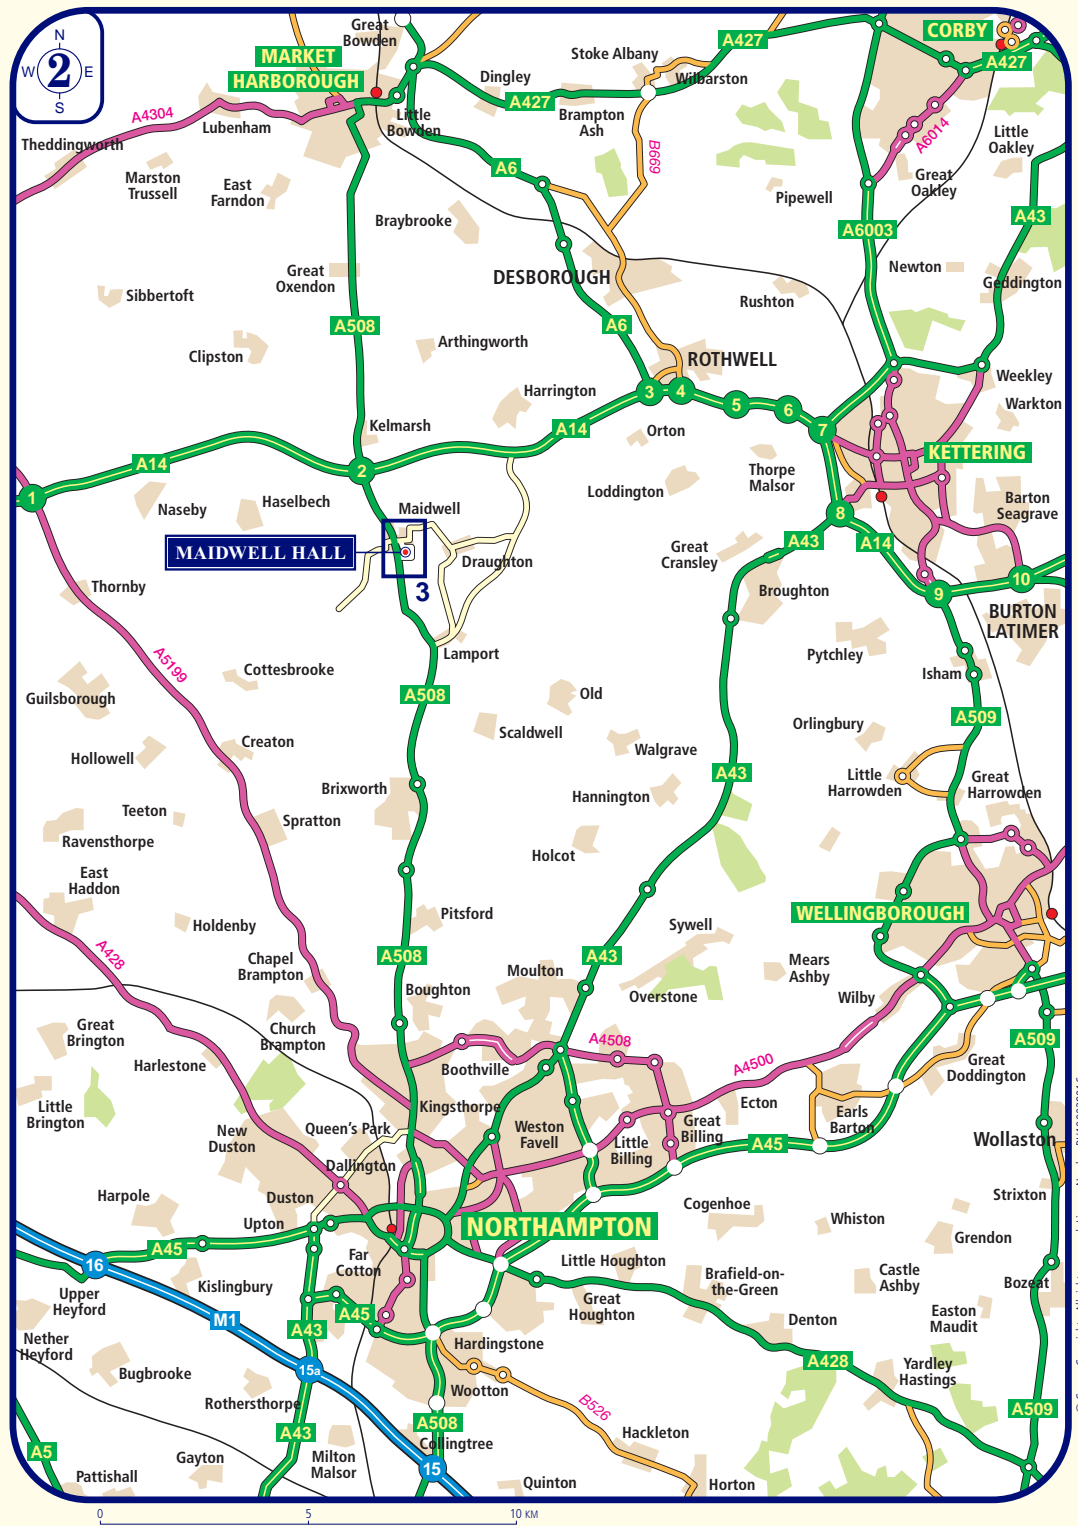 N
W 2 E
S
Great
Bowden
MARKET
HARBOROUGH
CORBY
A427
A427
Stoke Albany
Wilbarston
Dingley
A427
Brampton
Ash
Little
Bowden
A4304
Lubenham
Theddingworth
Marston
Trussell
East
Farndon
B669
A6014
Little
Oakley
Great
Oakley
A6
Pipewell
Braybrooke
A43
A6003
Newton
Geddington
Great
Oxendon
DESBOROUGH
Sibbertoft
Rushton
A508
A6
Clipston
Arthingworth
ROTHWELL
Weekley
Harrington
3
4
5
6
7
Warkton
Kelmarsh
A14
Orton
KETTERING
A14
2
Thorpe
Malsor
1
Naseby
Haselbech
Maidwell
Loddington
Barton
Seagrave
8
A43
A14
MAIDWELL HALL
Draughton
Great
Cransley
3
9
10
Thornby
Broughton
BURTON
LATIMER
A5199
Lamport
Pytchley
Cottesbrooke
Isham
Guilsborough
A508
Old
A509
Scaldwell
Orlingbury
Creaton
Walgrave
Hollowell
A43
Brixworth
Hannington
Little
Harrowden
Great
Harrowden
Teeton
Spratton
Ravensthorpe
Holcot
East
Haddon
Pitsford
WELLINGBOROUGH
Holdenby
Sywell
A428
A508
A43
Chapel
Brampton
Moulton
Mears
Ashby
Boughton
Overstone
Wilby
Great
Brington
Church
Brampton
A4508
A509
Harlestone
Boothville
A4500
Great
Doddington
Little
Brington
Kingsthorpe
Ecton
Earls
Barton
New
Duston
Queen's Park
Weston
Favell
Great
Billing
Little
Billing
A45
Wollaston
Dallington
Harpole
Duston
Cogenhoe
Strixton
Upton
NORTHAMPTON
Whiston
Grendon
A45
16
Far
Cotton
Little Houghton
Kislingbury
Brafield-on-
the-Green
Castle
Ashby
Bozeat
Upper
Heyford
Great
Houghton
M1
A45
A43
Denton
Easton
Maudit
Nether
Heyford
Hardingstone
A428
Yardley
Hastings
Bugbrooke
15a
Wootton
Rothersthorpe
B526
A509
A43
A508
Hackleton
A5
Collingtree
Gayton
Milton
Malsor
15
Pattishall
Quinton
Horton
0 5 10 KM